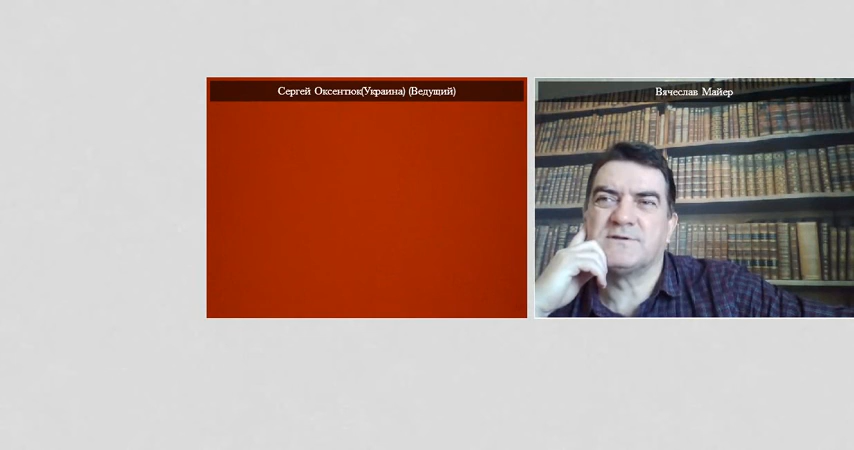 Сергей Оксентюк(Украина) (Ведущий)
Вячеслав Майер